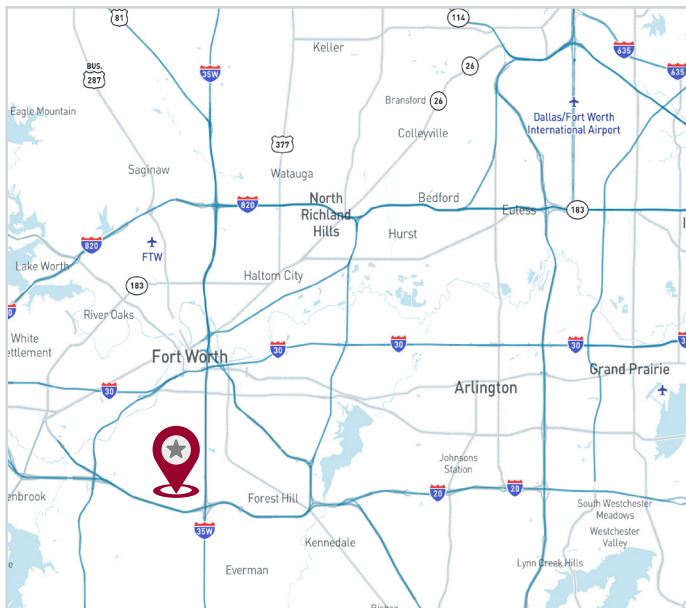 81
114
Keller
635
BUS.
287
35W
26
635
Bransford
26
Eagle Mountain
Dallas/Fort Worth
International Airport
Colleyville
377
Saginaw
Watauga
North
Richland
Hills
Bedford
820
Euless
183
Hurst
820
FTW
Lake Worth
Haltom City
183
River Oaks
White
ettlement
30
30
30
Fort Worth
Grand Prairie
30
Arlington
Johnsons
Station
enbrook
Forest Hill
20
20
South Westchester
Meadows
35W
Westchester
Valley
Kennedale
Everman
Lynn Creek Hills